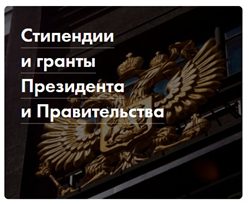 Стипендии
и гранты
Президента
и Правительства